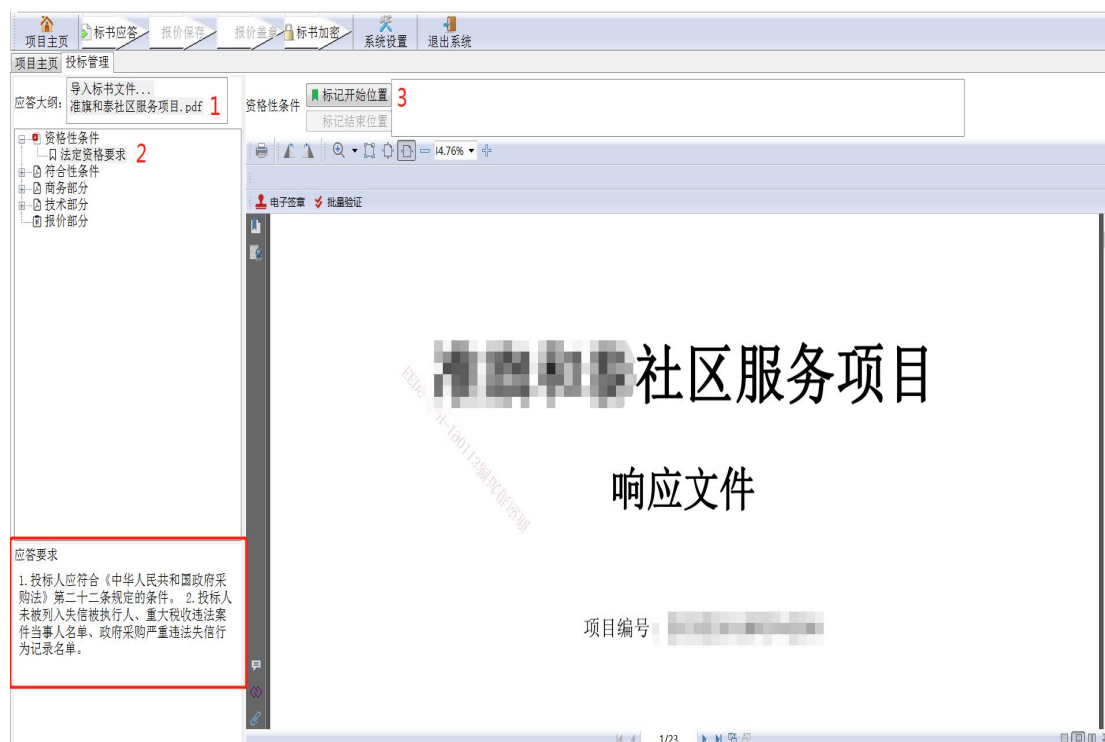 项目主页 标书应答 报价保存 报价盖章 标书加密 系统设置 退出系统
项目主页 投标管理
应答大纲: 导入标书文件...
准旗和泰社区服务项目.pdf 1
资格性条件 标记开始位置 3
标记结束位置
资格性条件
法定资格要求 2
符合性条件
商务部分
技术部分
报价部分
34.76%
电子签章 批量验证
社区服务项目
响应文件
项目编号
应答要求
1.投标人应符合《中华人民共和国政府采
购法》第二十二条规定的条件。 2.投标人
未被列入失信被执行人、重大税收违法案
件当事人名单、政府采购严重违法失信行
为记录名单。
1/23